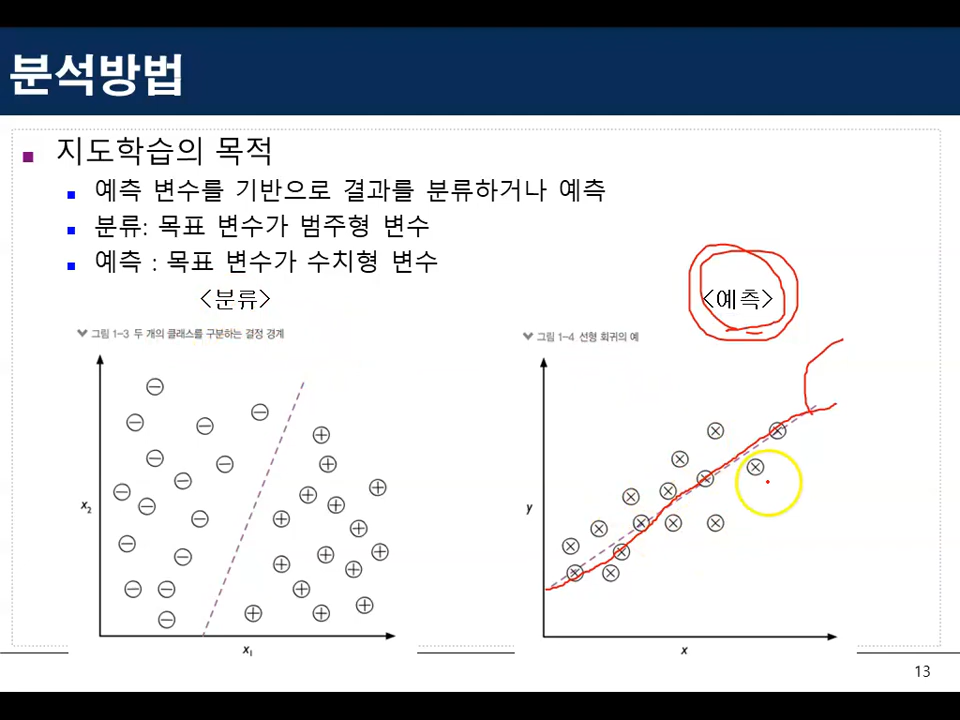 분석방법
지도학습의 목적
예측 변수를 기반으로 결과를 분류하거나 예측
분류: 목표 변수가 범주형 변수
예측 : 목표 변수가 수치형 변수
<분류>
<예측>
그림 1-3 두 개의 클래스를 구분하는 결정 경계
그림 1-4 선형 회귀의 예
x₂
x₁
y
x
13